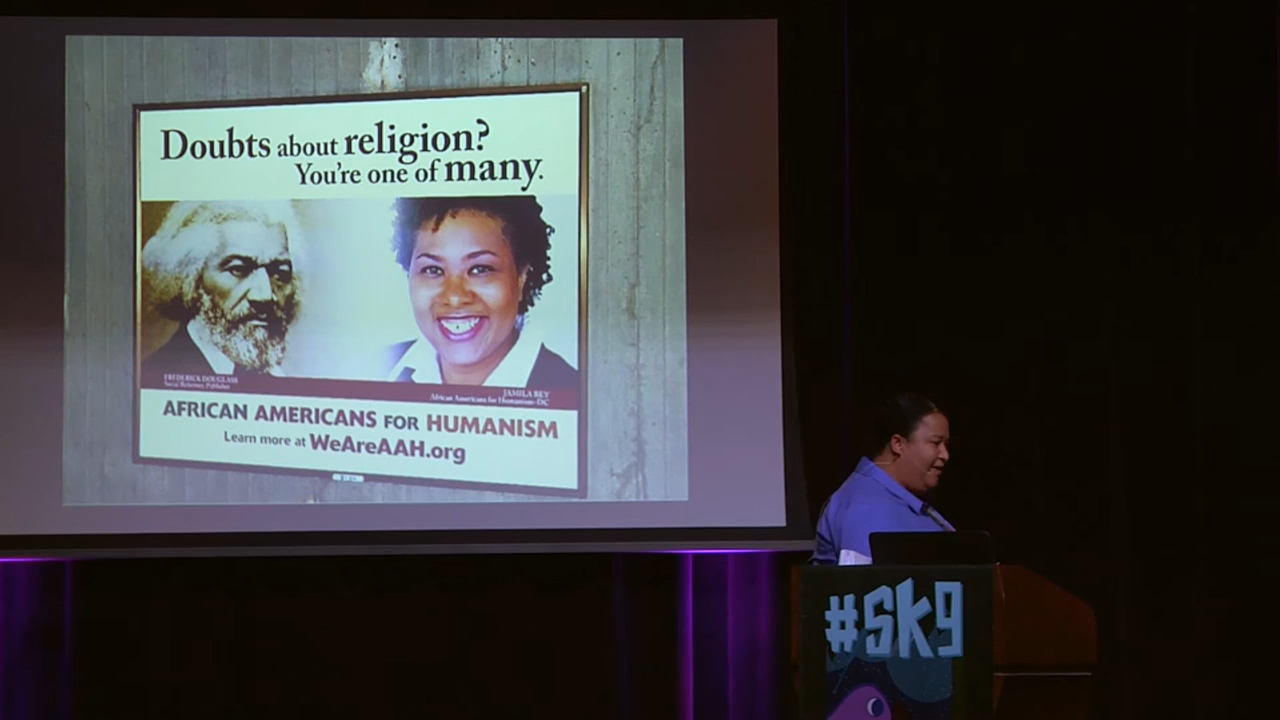 Doubts about religion?
You're one of many.
FREDERICK DOUGLASS
Social Reformer, Publisher
JAMILA BEY
African Americans for Humanism–DC
AFRICAN AMERICANS FOR HUMANISM
Learn more at WeAreAAH.org
#SK9